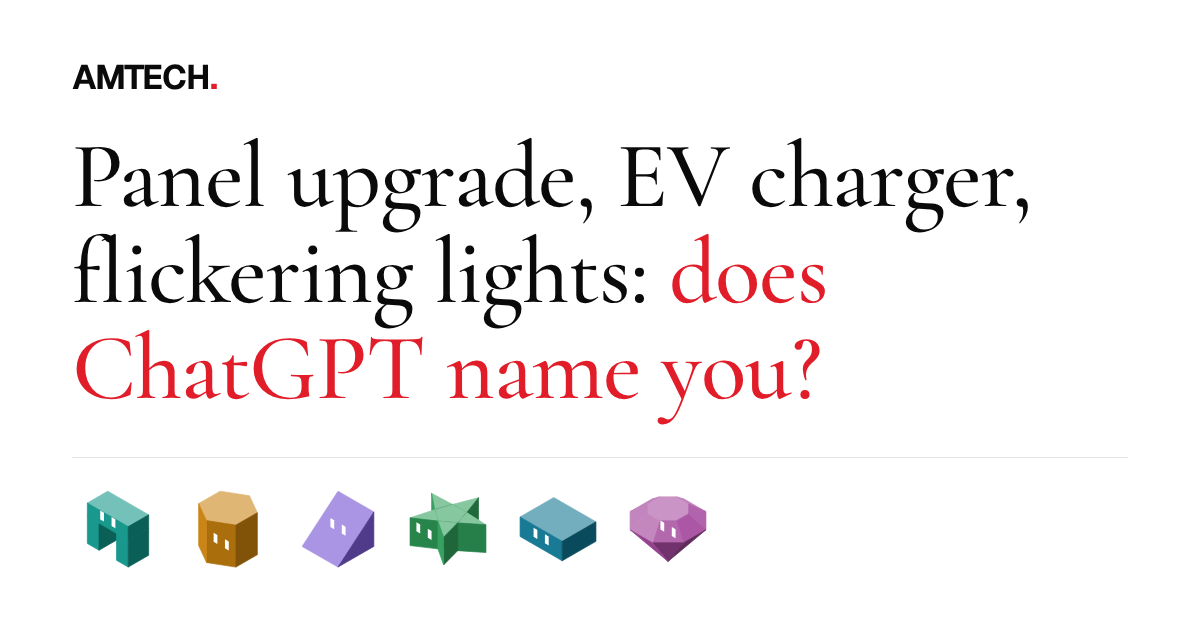 AMTECH.
Panel upgrade, EV charger,
flickering lights: does
ChatGPT name you?